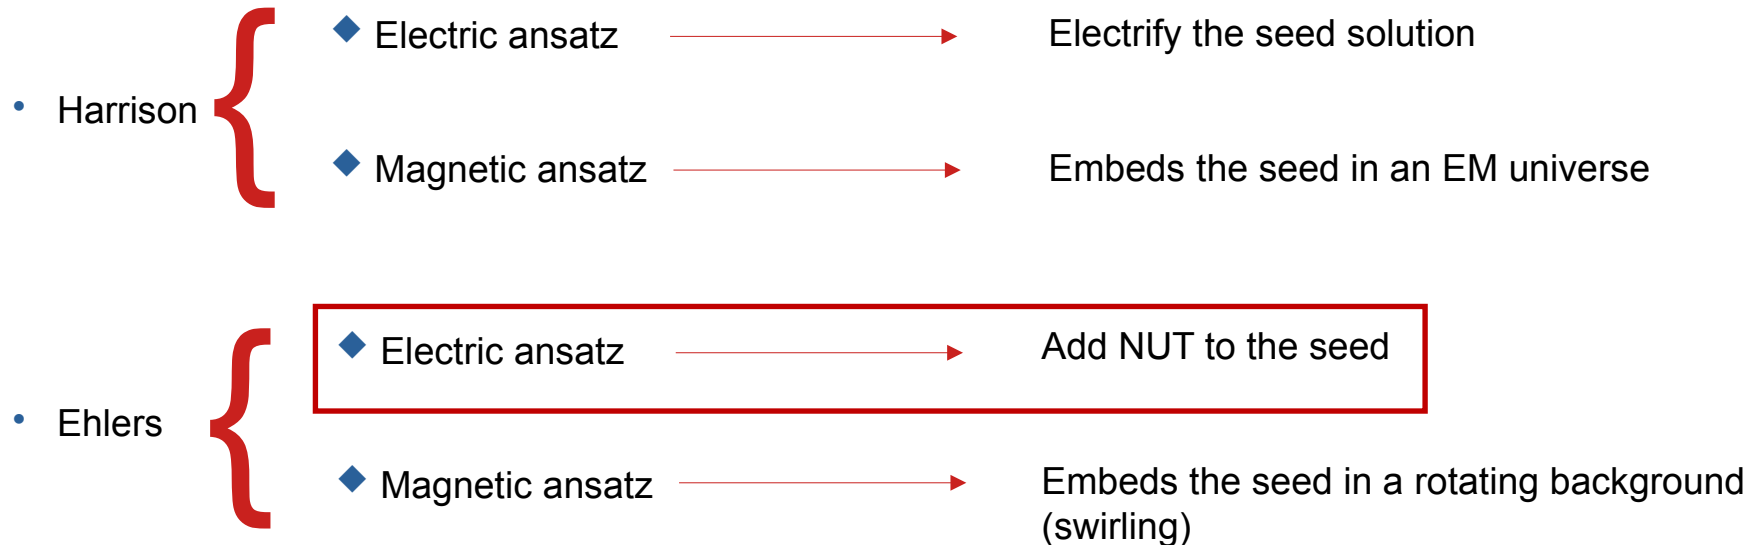 Electric ansatz Electrify the seed solution
• Harrison
Magnetic ansatz Embeds the seed in an EM universe
Electric ansatz Add NUT to the seed
• Ehlers
Magnetic ansatz Embeds the seed in a rotating background
(swirling)